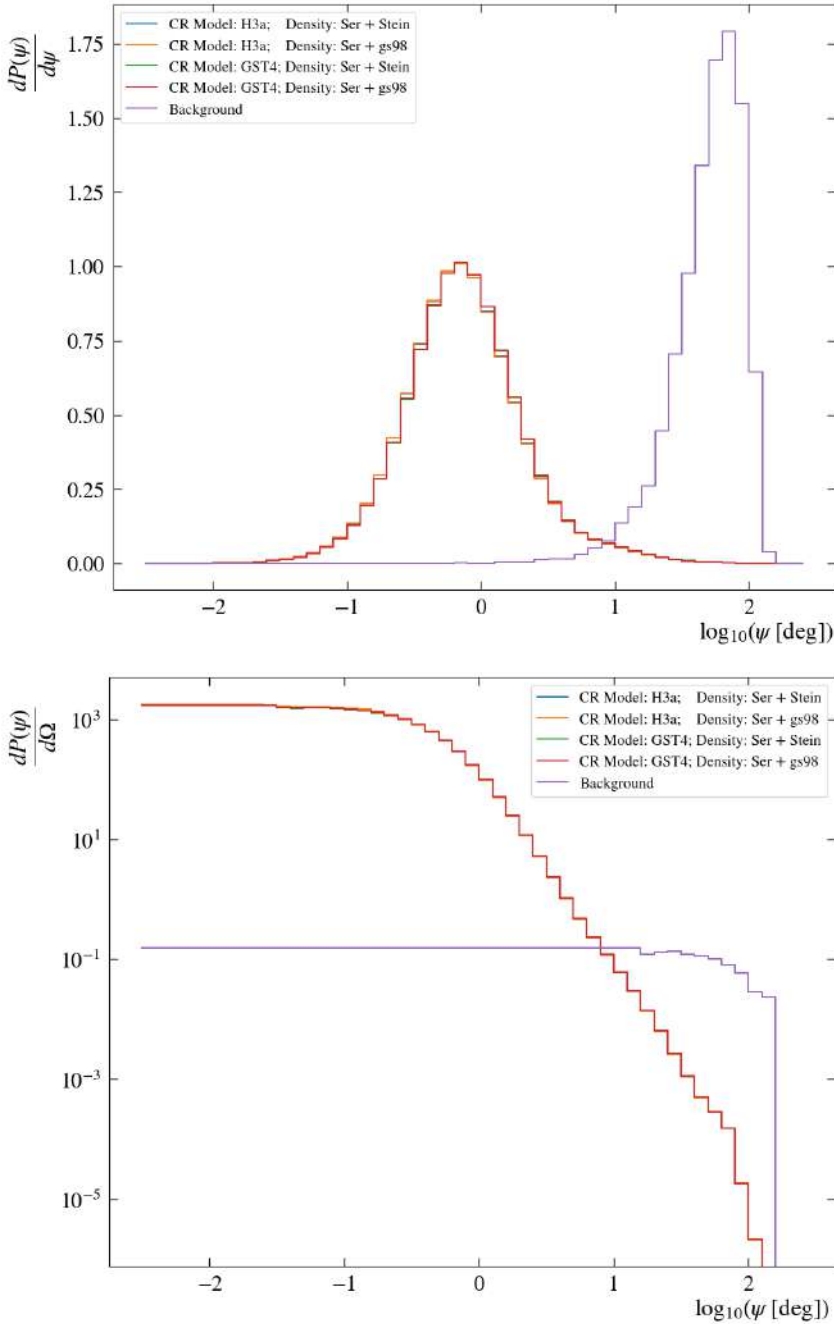 dP(ψ)
dψ
CR Model: H3a; Density: Ser + Stein
CR Model: H3a; Density: Ser + gs98
CR Model: GST4; Density: Ser + Stein
CR Model: GST4; Density: Ser + gs98
Background
1.75
1.50
1.25
1.00
0.75
0.50
0.25
0.00
−2 −1 0 1 2
log₁₀(ψ [deg])
dP(ψ)
dΩ
CR Model: H3a; Density: Ser + Stein
CR Model: H3a; Density: Ser + gs98
CR Model: GST4; Density: Ser + Stein
CR Model: GST4; Density: Ser + gs98
Background
10³
10¹
10⁻¹
10⁻³
10⁻⁵
−2 −1 0 1 2
log₁₀(ψ [deg])